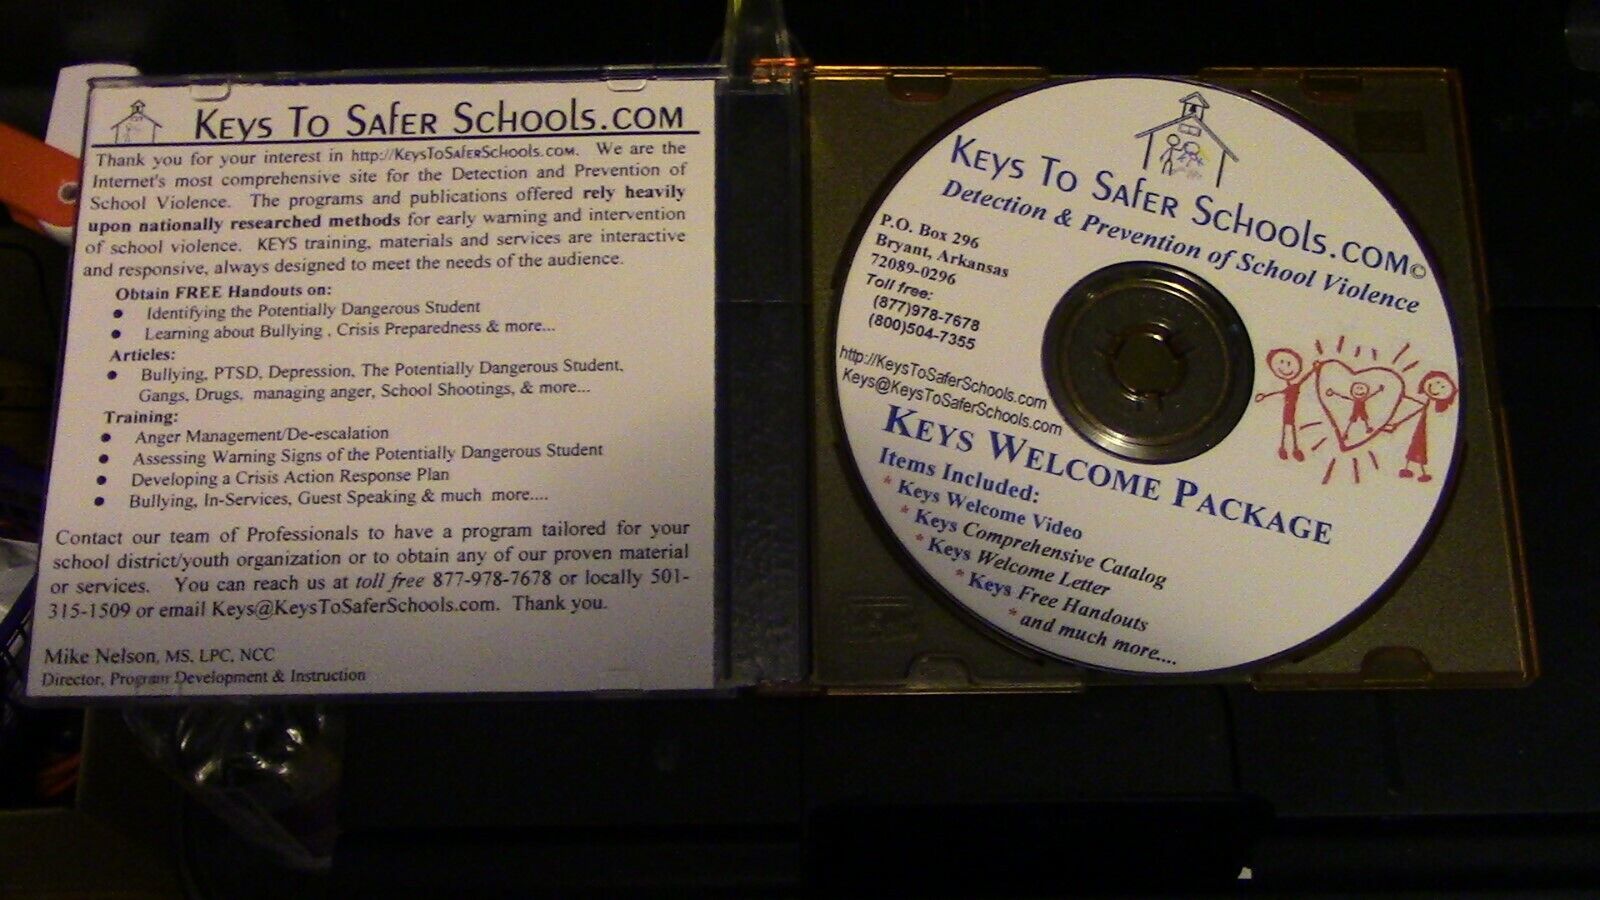 KEYS TO SAFER SCHOOLS.COM
Thank you for your interest in http://KEYSTOSAFERSCHOOLS.COM. We are the
Internet's most comprehensive site for the Detection and Prevention of
School Violence. The programs and publications offered rely heavily
upon nationally researched methods for early warning and intervention
of school violence. KEYS training, materials and services are interactive
and responsive, always designed to meet the needs of the audience.
Obtain FREE Handouts on:
● Identifying the Potentially Dangerous Student
● Learning about Bullying , Crisis Preparedness & more...
Articles:
● Bullying, PTSD, Depression, The Potentially Dangerous Student,
Gangs, Drugs, managing anger, School Shootings, & more...
Training:
● Anger Management/De-escalation
● Assessing Warning Signs of the Potentially Dangerous Student
● Developing a Crisis Action Response Plan
● Bullying, In-Services, Guest Speaking & much more....
Contact our team of Professionals to have a program tailored for your
school district/youth organization or to obtain any of our proven material
or services. You can reach us at toll free 877-978-7678 or locally 501-
315-1509 or email Keys@KeysToSaferSchools.com. Thank you.
Mike Nelson, MS, LPC, NCC
Director, Program Development & Instruction
KEYS TO SAFER SCHOOLS.COM©
Detection & Prevention of School Violence
P.O. Box 296
Bryant, Arkansas
72089-0296
Toll free:
(877)978-7678
(800)504-7355
http://KeysToSaferSchools.com
Keys@KeysToSaferSchools.com
KEYS WELCOME PACKAGE
Items Included:
* Keys Welcome Video
* Keys Comprehensive Catalog
* Keys Welcome Letter
* Keys Free Handouts
* and much more....